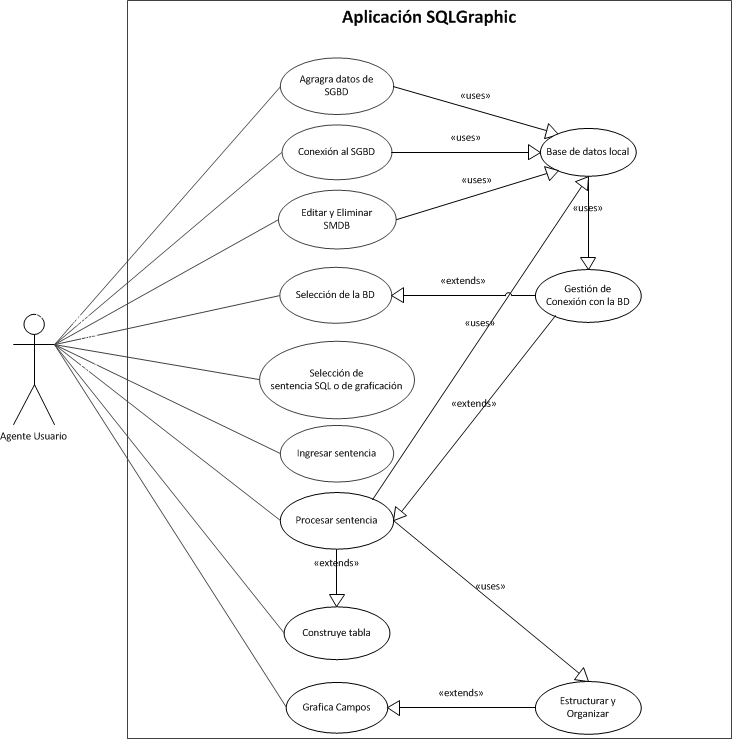 Aplicación SQLGraphic
Agragra datos de
SGBD
«uses»
Conexión al SGBD
«uses»
Base de datos local
Editar y Eliminar
SMDB
«uses»
«uses»
Selección de la BD
«extends»
Gestión de
Conexión con la BD
«uses»
Selección de
sentencia SQL o de graficación
«extends»
Agente Usuario
Ingresar sentencia
Procesar sentencia
«extends»
«uses»
Construye tabla
Grafica Campos
«extends»
Estructurar y
Organizar